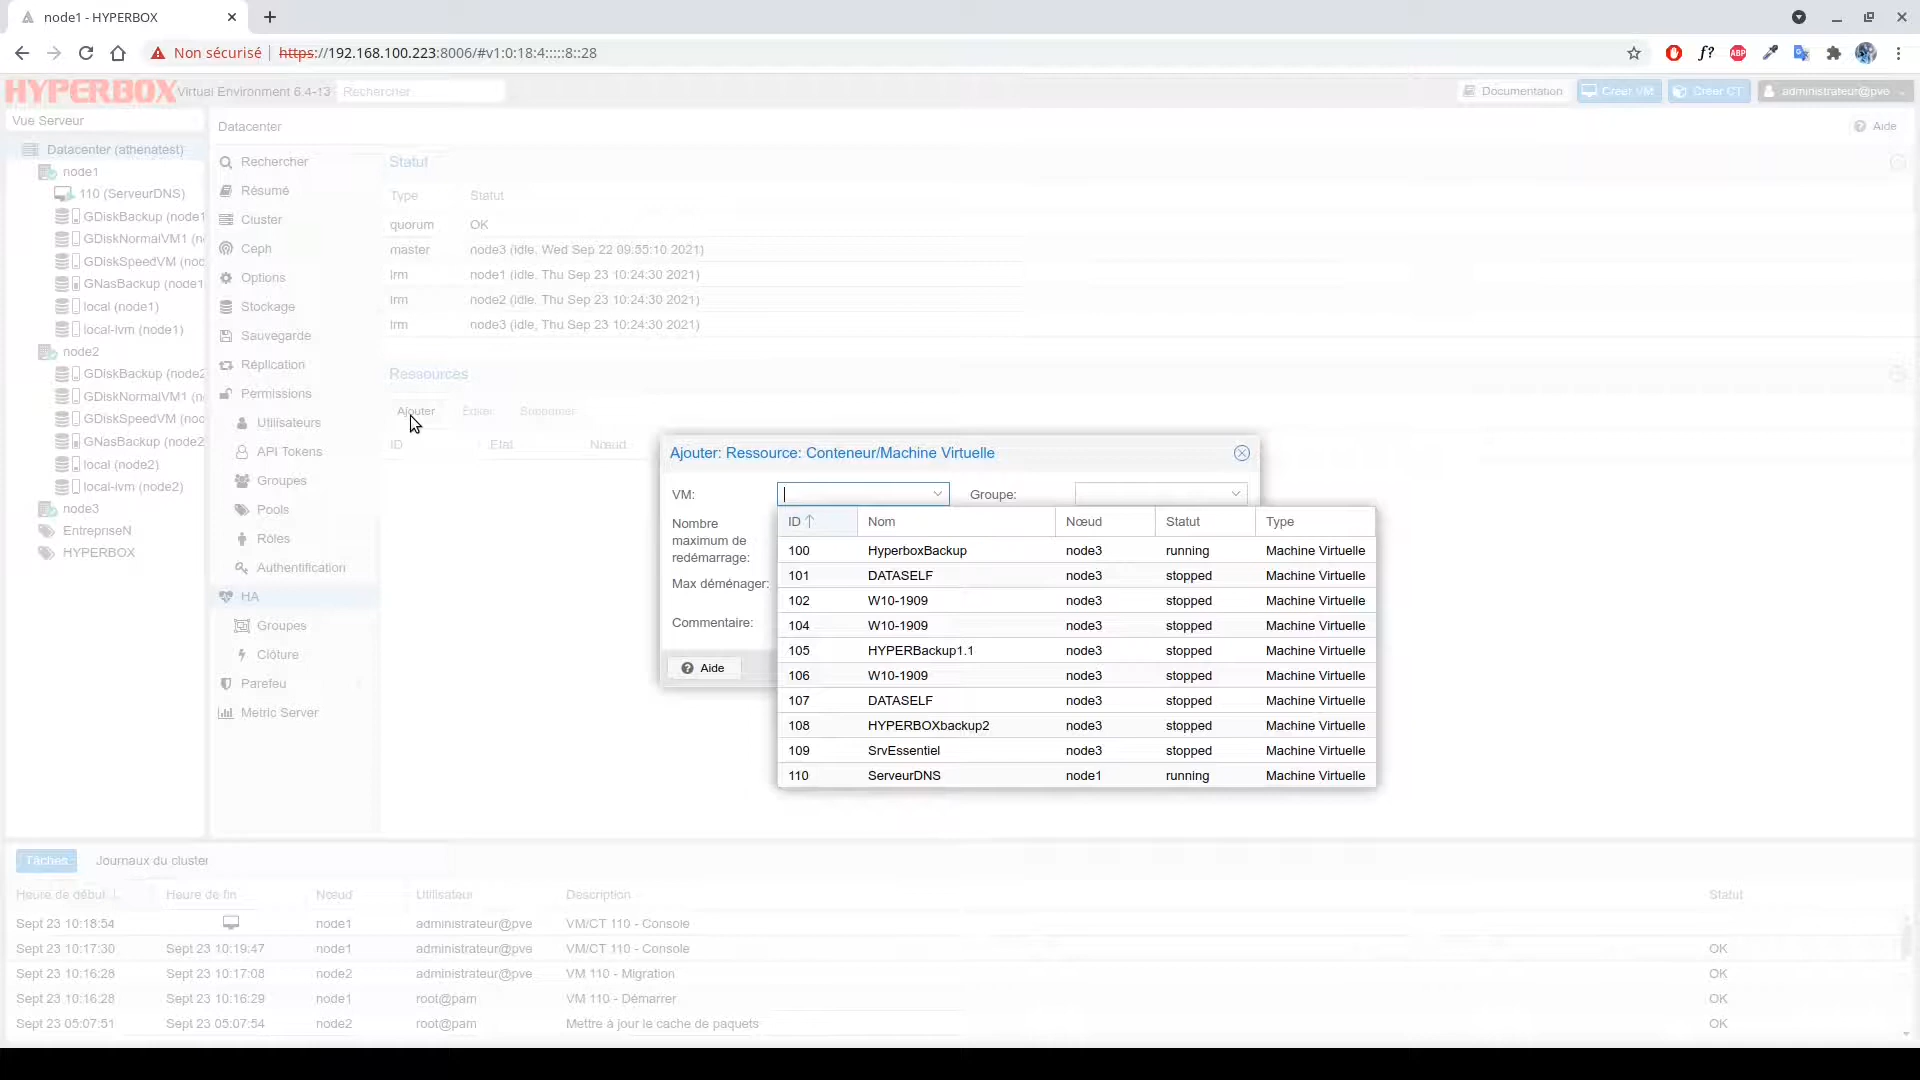 node1 - HYPERBOX
Non sécurisé | https://192.168.100.223:8006/#v1:0:18:4:::::8::28
f?
ABP
HYPERBOX Virtual Environment 6.4-13 Rechercher Documentation Créer VM Créer CT administrateur@pve
Vue Serveur
Datacenter
Aide
Datacenter (athenatest)
node1
110 (ServeurDNS)
GDiskBackup (node1
GDiskNormalVM1 (n
GDiskSpeedVM (noc
GNasBackup (node1
local (node1)
local-lvm (node1)
node2
GDiskBackup (node2
GDiskNormalVM1 (n
GDiskSpeedVM (noc
GNasBackup (node2
local (node2)
local-lvm (node2)
node3
EntrepriseN
HYPERBOX
Rechercher
Résumé
Cluster
Ceph
Options
Stockage
Sauvegarde
Réplication
Permissions
Utilisateurs
API Tokens
Groupes
Pools
Rôles
Authentification
HA
Groupes
Clôture
Parefeu
Metric Server
Statut
Type Statut
quorum OK
master node3 (idle, Wed Sep 22 09:55:10 2021)
lrm node1 (idle, Thu Sep 23 10:24:30 2021)
lrm node2 (idle, Thu Sep 23 10:24:30 2021)
lrm node3 (idle, Thu Sep 23 10:24:30 2021)
Ressources
Ajouter Éditer Supprimer
ID État Nœud
Ajouter: Ressource: Conteneur/Machine Virtuelle
VM: Groupe:
Nombre
maximum de
redémarrage:
Max déménager:
Commentaire:
Aide
ID Nom Nœud Statut Type
100 HyperboxBackup node3 running Machine Virtuelle
101 DATASELF node3 stopped Machine Virtuelle
102 W10-1909 node3 stopped Machine Virtuelle
104 W10-1909 node3 stopped Machine Virtuelle
105 HYPERBackup1.1 node3 stopped Machine Virtuelle
106 W10-1909 node3 stopped Machine Virtuelle
107 DATASELF node3 stopped Machine Virtuelle
108 HYPERBOXbackup2 node3 stopped Machine Virtuelle
109 SrvEssentiel node3 stopped Machine Virtuelle
110 ServeurDNS node1 running Machine Virtuelle
Tâches Journaux du cluster
Heure de début Heure de fin Nœud Utilisateur Description Statut
Sept 23 10:18:54 node1 administrateur@pve VM/CT 110 - Console
Sept 23 10:17:30 Sept 23 10:19:47 node1 administrateur@pve VM/CT 110 - Console OK
Sept 23 10:16:28 Sept 23 10:17:08 node2 administrateur@pve VM 110 - Migration OK
Sept 23 10:16:28 Sept 23 10:16:29 node1 root@pam VM 110 - Démarrer OK
Sept 23 05:07:51 Sept 23 05:07:54 node2 root@pam Mettre à jour le cache de paquets OK